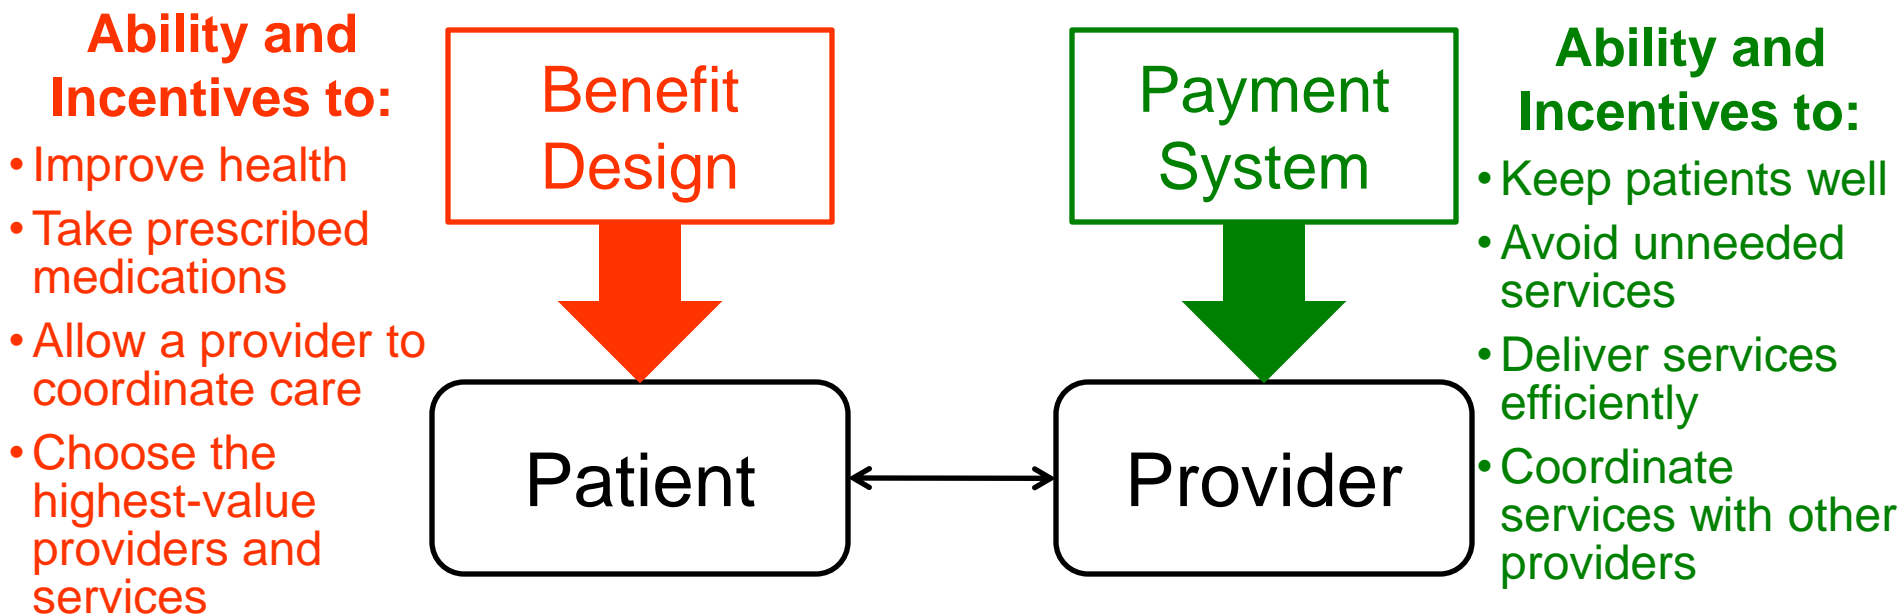 Ability and
Incentives to:
• Improve health
• Take prescribed
medications
• Allow a provider to
coordinate care
• Choose the
highest-value
providers and
services
Benefit
Design
Patient
Payment
System
Provider
Ability and
Incentives to:
• Keep patients well
• Avoid unneeded
services
• Deliver services
efficiently
• Coordinate
services with other
providers